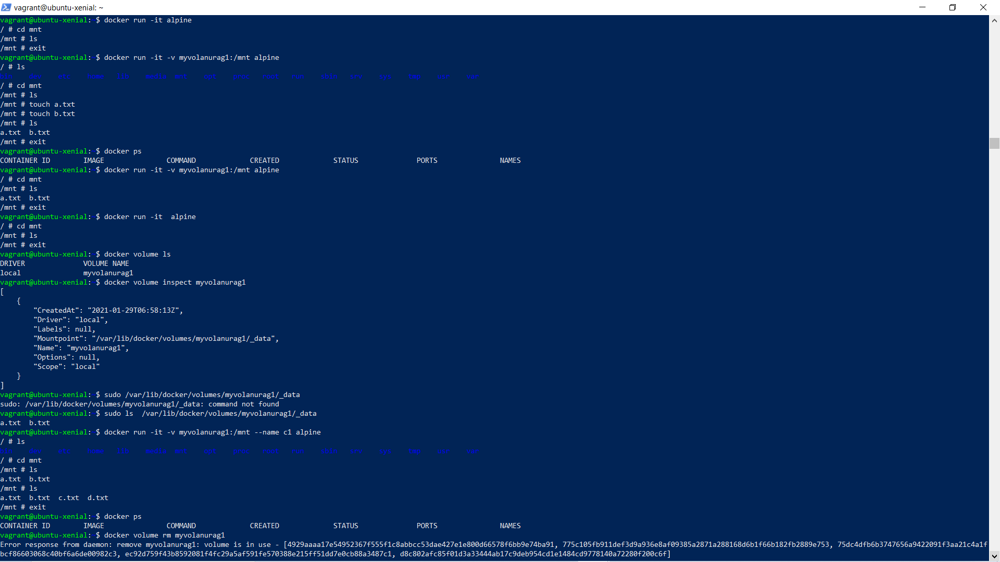 vagrant@ubuntu-xenial: ~
vagrant@ubuntu-xenial: $ docker run -it alpine
/ # cd mnt
/mnt # ls
/mnt # exit
vagrant@ubuntu-xenial: $ docker run -it -v myvolanurag1:/mnt alpine
/ # ls
bin dev etc home lib media mnt opt proc root run sbin srv sys tmp usr var
/ # cd mnt
/mnt # ls
/mnt # touch a.txt
/mnt # touch b.txt
/mnt # ls
a.txt b.txt
/mnt # exit
vagrant@ubuntu-xenial: $ docker ps
CONTAINER ID IMAGE COMMAND CREATED STATUS PORTS NAMES
vagrant@ubuntu-xenial: $ docker run -it -v myvolanurag1:/mnt alpine
/ # cd mnt
/mnt # ls
a.txt b.txt
/mnt # exit
vagrant@ubuntu-xenial: $ docker run -it  alpine
/ # cd mnt
/mnt # ls
/mnt # exit
vagrant@ubuntu-xenial: $ docker volume ls
DRIVER VOLUME NAME
local myvolanurag1
vagrant@ubuntu-xenial: $ docker volume inspect myvolanurag1
[
{
"CreatedAt": "2021-01-29T06:58:13Z",
"Driver": "local",
"Labels": null,
"Mountpoint": "/var/lib/docker/volumes/myvolanurag1/_data",
"Name": "myvolanurag1",
"Options": null,
"Scope": "local"
}
]
vagrant@ubuntu-xenial: $ sudo /var/lib/docker/volumes/myvolanurag1/_data
sudo: /var/lib/docker/volumes/myvolanurag1/_data: command not found
vagrant@ubuntu-xenial: $ sudo ls  /var/lib/docker/volumes/myvolanurag1/_data
a.txt b.txt
vagrant@ubuntu-xenial: $ docker run -it -v myvolanurag1:/mnt --name c1 alpine
/ # ls
bin dev etc home lib media mnt opt proc root run sbin srv sys tmp usr var
/ # cd mnt
/mnt # ls
a.txt b.txt
/mnt # ls
a.txt b.txt c.txt d.txt
/mnt # exit
vagrant@ubuntu-xenial: $ docker ps
CONTAINER ID IMAGE COMMAND CREATED STATUS PORTS NAMES
vagrant@ubuntu-xenial: $ docker volume rm myvolanurag1
Error response from daemon: remove myvolanurag1: volume is in use - [4929aaaa17e54952367f555f1c8abbcc53dae427e1e800d66578f6bb9e74ba91, 775c105fb911def3d9a936e8af09385a2871a288168d6b1f66b182fb2889e753, 75dc4dfb6b3747656a9422091f3aa21c4a1f
bcf86603068c40bf6a6de00982c3, ec92d759f43b8592081f4fc29a5af591fe570388e215ff51dd7e0cb88a3487c1, d8c802afc85f01d3a33444ab17c9deb954cd1e1484cd9778140a72280f200c6f]